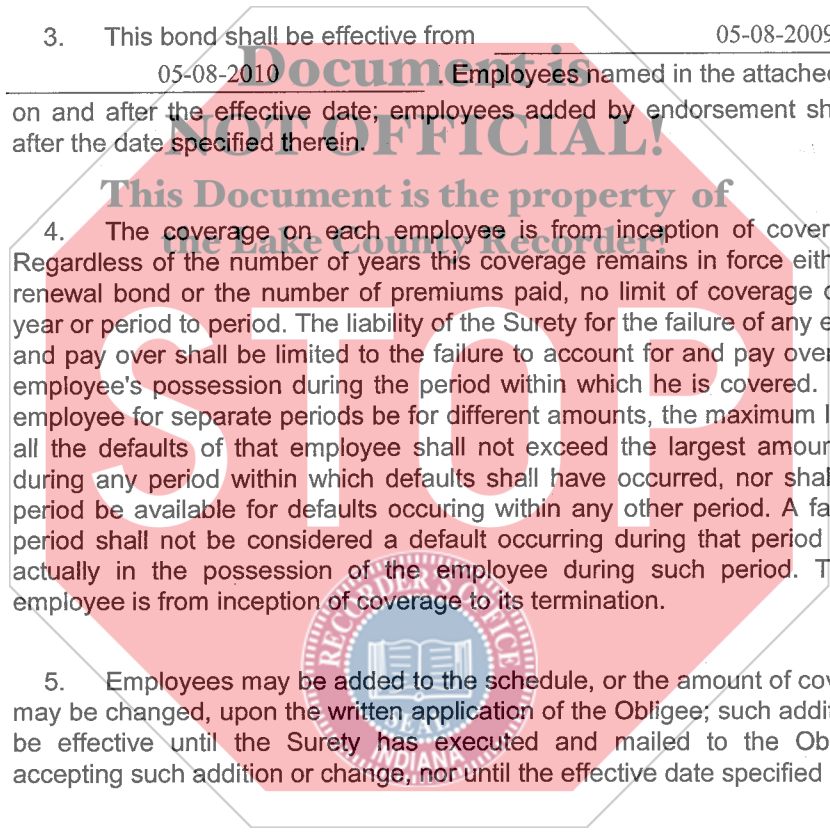 3. This bond shall be effective from 05-08-2009
05-08-2010 . Employees named in the attached
on and after the effective date; employees added by endorsement sh
after the date specified therein.
Document is
NOT OFFICIAL!
This Document is the property of
the Lake County Recorder!
4. The coverage on each employee is from inception of cover
Regardless of the number of years this coverage remains in force eith
renewal bond or the number of premiums paid, no limit of coverage c
year or period to period. The liability of the Surety for the failure of any e
and pay over shall be limited to the failure to account for and pay over
employee's possession during the period within which he is covered.
employee for separate periods be for different amounts, the maximum l
all the defaults of that employee shall not exceed the largest amour
during any period within which defaults shall have occurred, nor shal
period be available for defaults occuring within any other period. A fa
period shall not be considered a default occurring during that period
actually in the possession of the employee during such period. T
employee is from inception of coverage to its termination.
STOP
RECORDER'S OFFICE
SEAL
INDIANA
5. Employees may be added to the schedule, or the amount of cov
may be changed, upon the written application of the Obligee; such addit
be effective until the Surety has executed and mailed to the Ob
accepting such addition or change, nor until the effective date specified